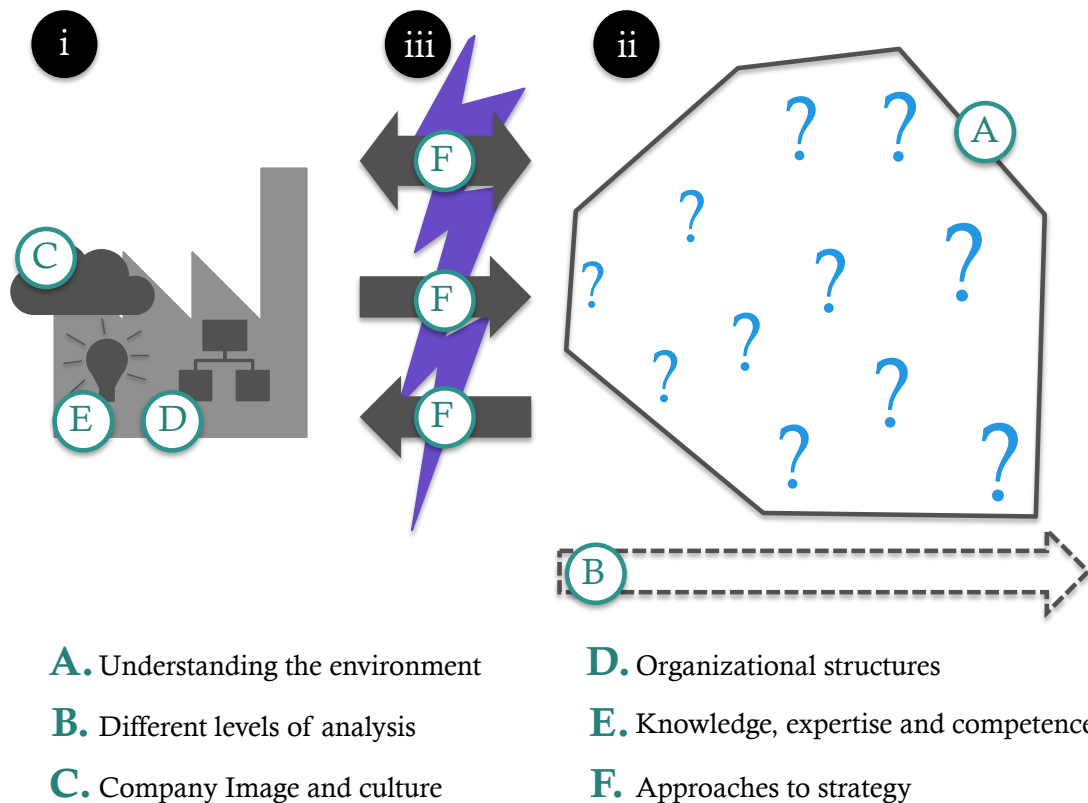 i
iii
ii
F
A
?
?
?
C
?
?
?
F
?
?
?
?
E
D
F
?
?
B
A. Understanding the environment
B. Different levels of analysis
C. Company Image and culture
D. Organizational structures
E. Knowledge, expertise and competence
F. Approaches to strategy